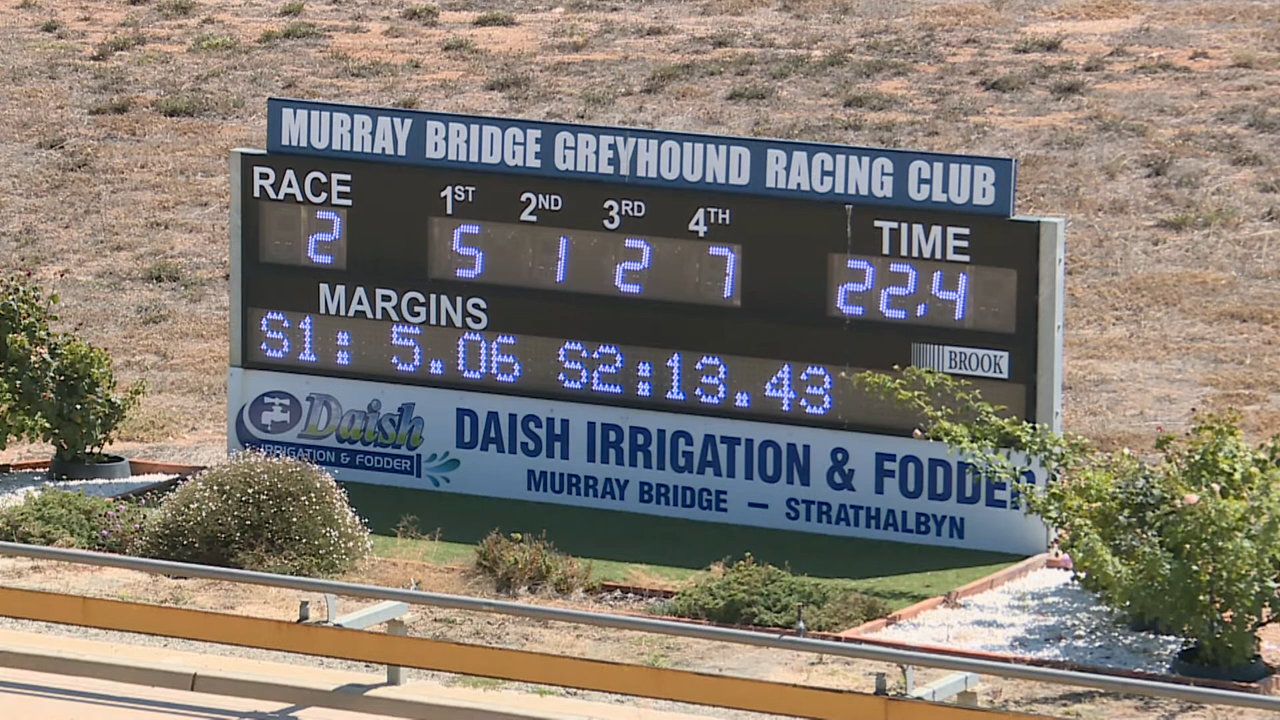 MURRAY BRIDGE GREYHOUND RACING CLUB
RACE 1ST 2ND 3RD 4TH TIME
2 5 1 2 7 22.4
MARGINS
S1: 5.06 S2:13.43
BROOK
Daish
IRRIGATION & FODDER
DAISH IRRIGATION & FODDER
MURRAY BRIDGE – STRATHALBYN